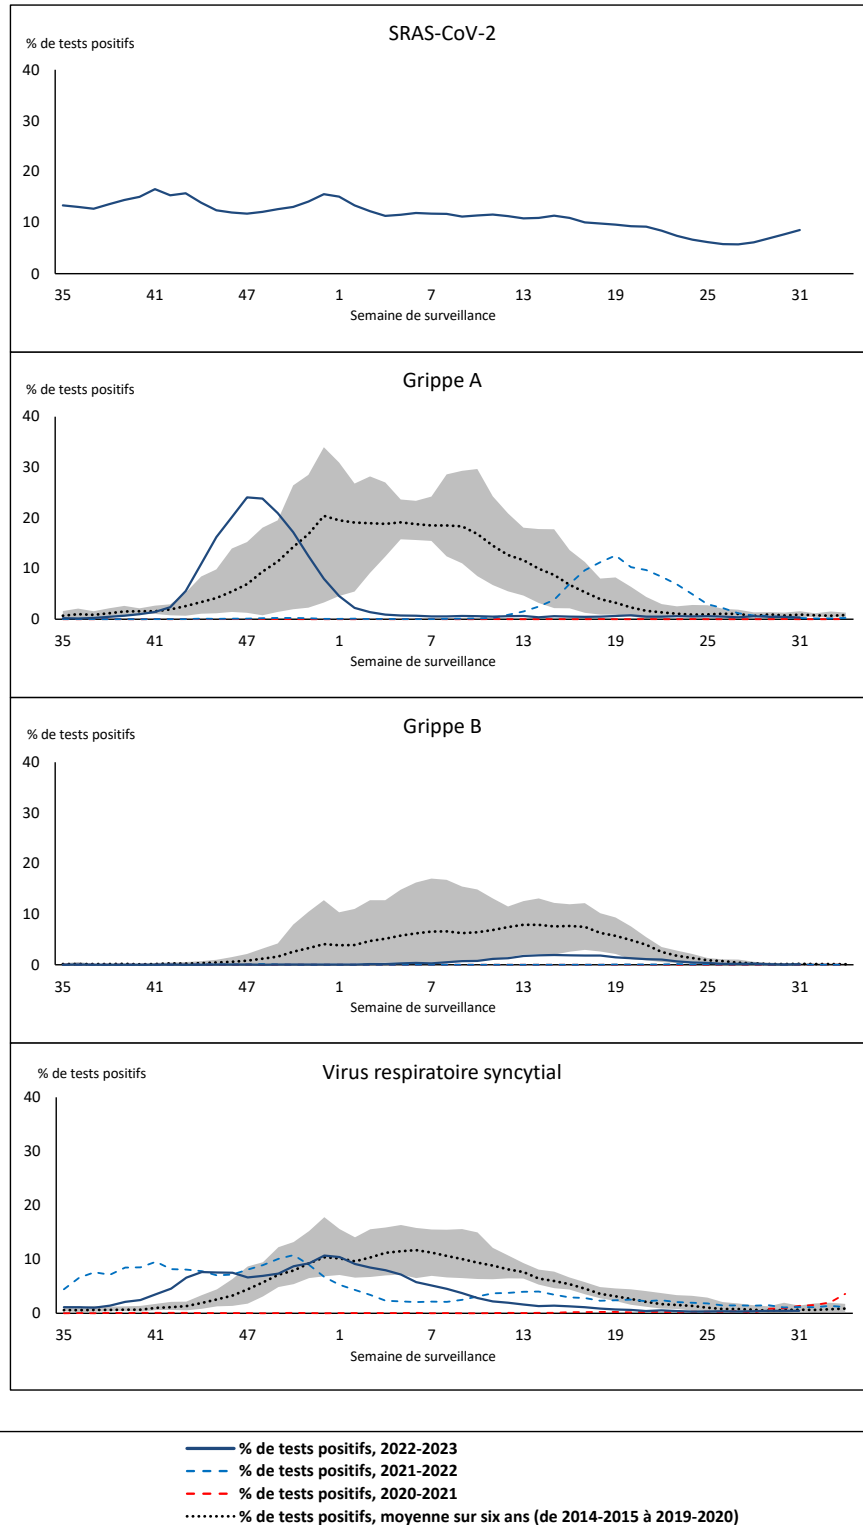 SRAS-CoV-2
% de tests positifs
40
30
20
10
0
35 41 47 1 7 13 19 25 31
Semaine de surveillance
Grippe A
% de tests positifs
40
30
20
10
0
35 41 47 1 7 13 19 25 31
Semaine de surveillance
Grippe B
% de tests positifs
40
30
20
10
0
35 41 47 1 7 13 19 25 31
Semaine de surveillance
Virus respiratoire syncytial
% de tests positifs
40
30
20
10
0
35 41 47 1 7 13 19 25 31
Semaine de surveillance
% de tests positifs, 2022-2023
% de tests positifs, 2021-2022
% de tests positifs, 2020-2021
% de tests positifs, moyenne sur six ans (de 2014-2015 à 2019-2020)